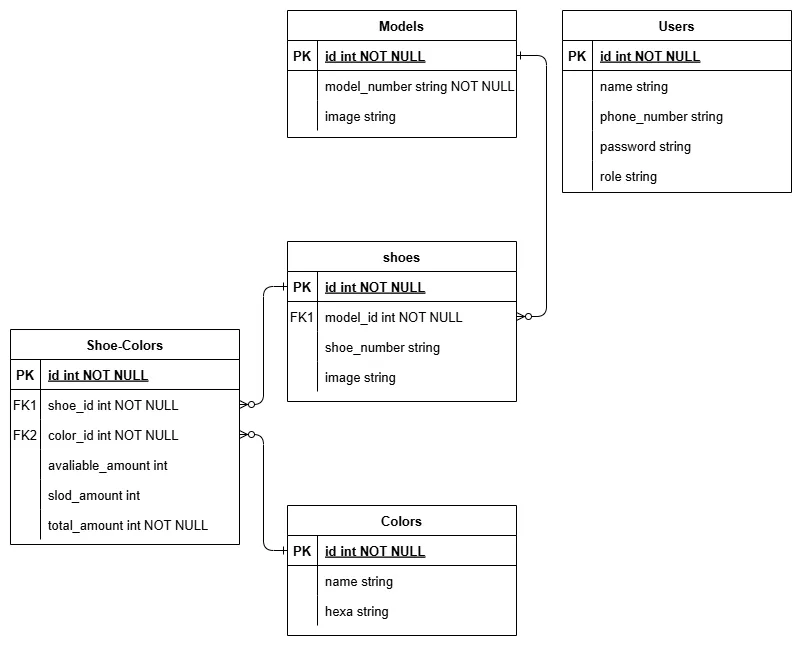 Models
PK id int NOT NULL
model_number string NOT NULL
image string
Users
PK id int NOT NULL
name string
phone_number string
password string
role string
shoes
PK id int NOT NULL
FK1 model_id int NOT NULL
shoe_number string
image string
Shoe-Colors
PK id int NOT NULL
FK1 shoe_id int NOT NULL
FK2 color_id int NOT NULL
avaliable_amount int
slod_amount int
total_amount int NOT NULL
Colors
PK id int NOT NULL
name string
hexa string